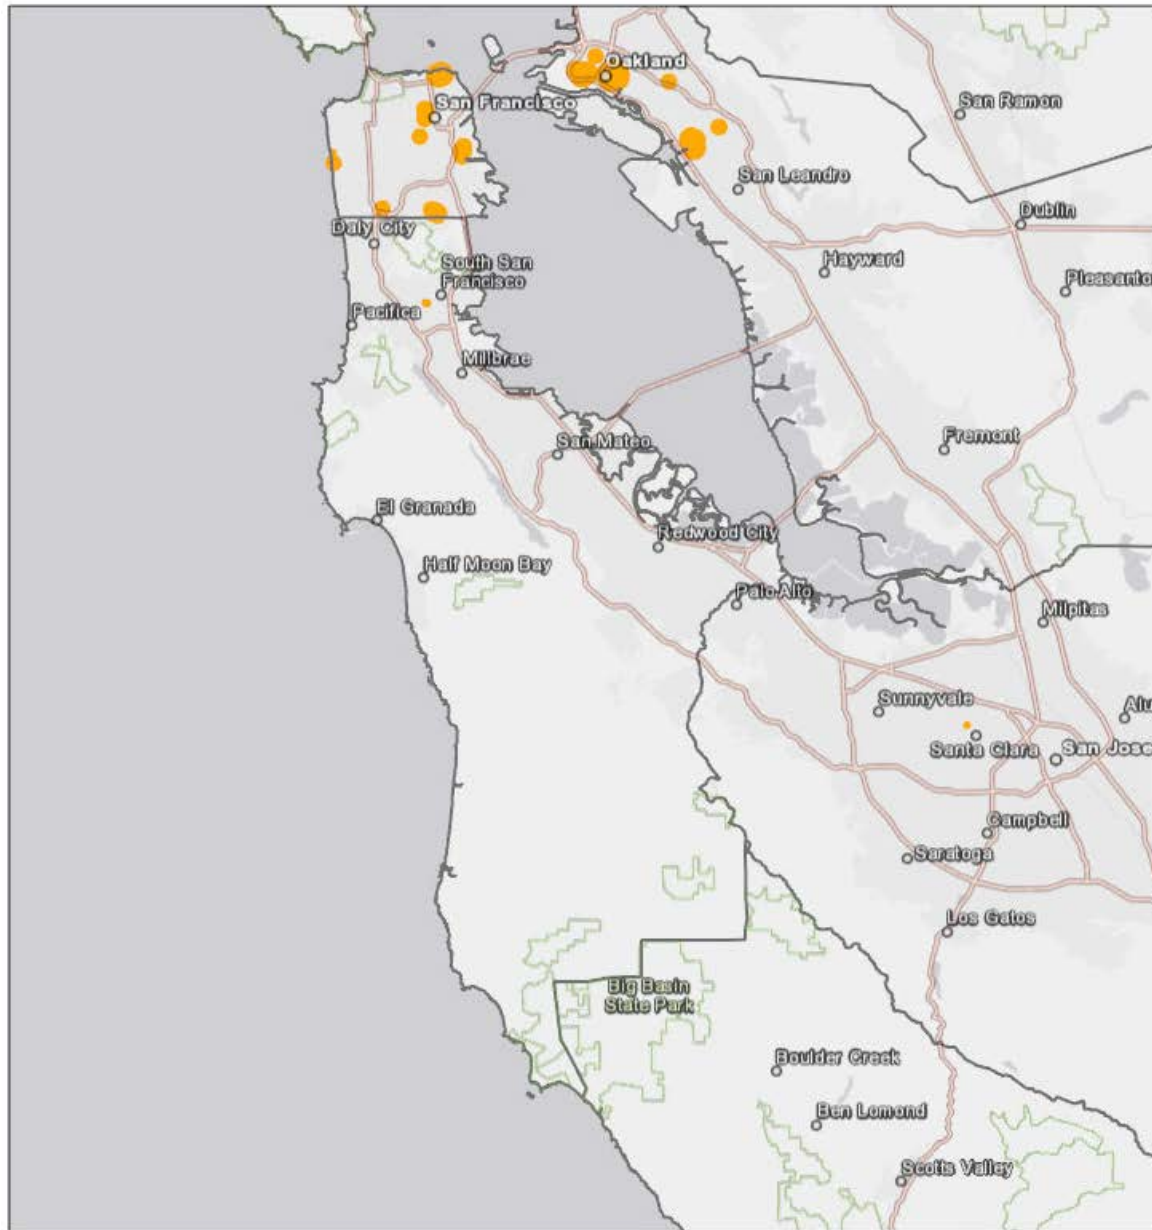 Oakland
San Ramon
San Francisco
San Leandro
Dublin
Daly City
Hayward
South San
Francisco
Pleasanto
Pacifica
Millbrae
Fremont
San Mateo
El Granada
Redwood City
Half Moon Bay
Palo Alto
Milpitas
Sunnyvale
Alu
Santa Clara
San Jose
Campbell
Saratoga
Los Gatos
Big Basin
State Park
Boulder Creek
Ben Lomond
Scotts Valley